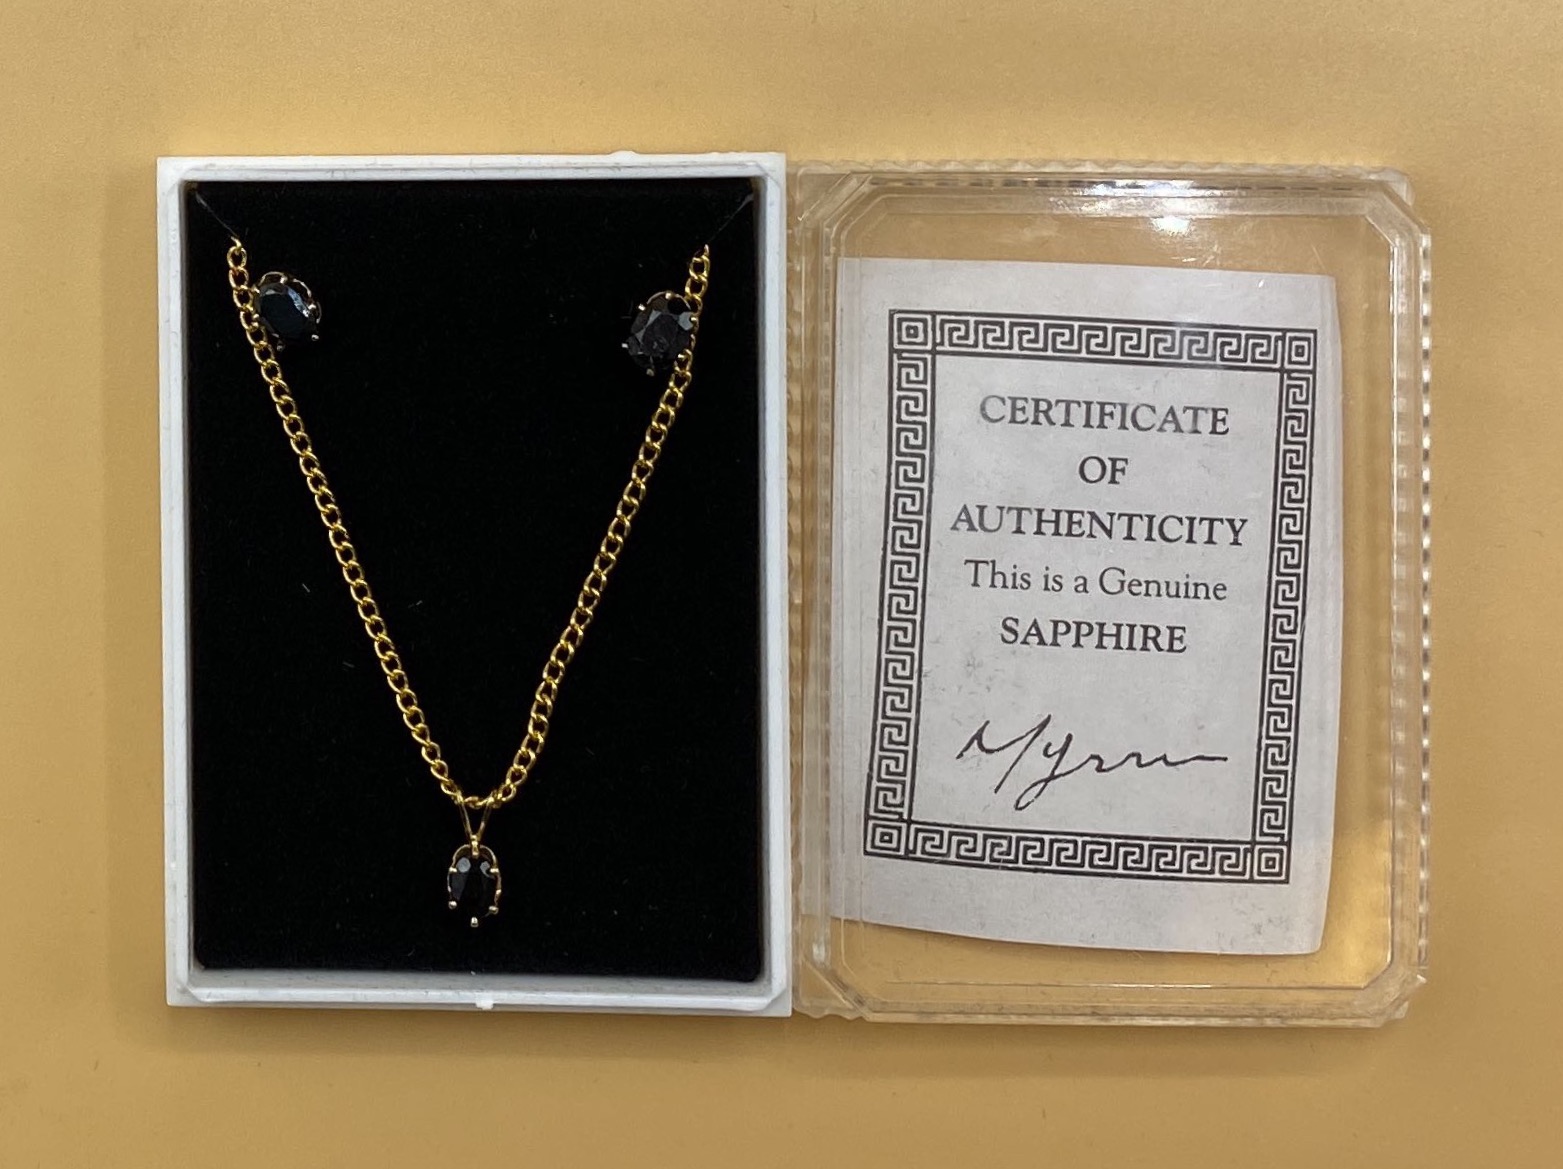 CERTIFICATE
OF
AUTHENTICITY
This is a Genuine
SAPPHIRE